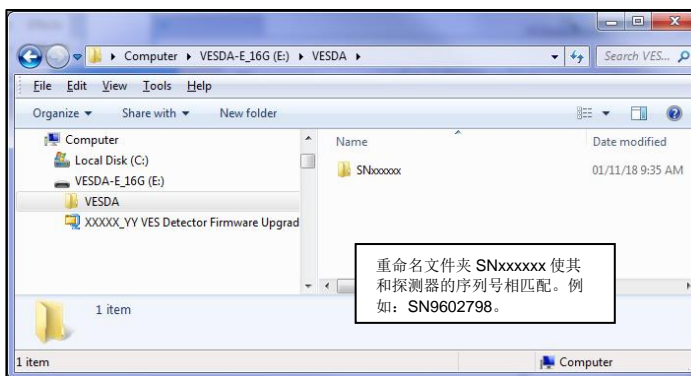 Computer ▸ VESDA-E_16G (E:) ▸ VESDA ▸
Search VES...
File Edit View Tools Help
Organize ▾ Share with ▾ New folder
Computer
Local Disk (C:)
VESDA-E_16G (E:)
VESDA
XXXXX_YY VES Detector Firmware Upgrad
Name Date modified
SNxxxxxx 01/11/18 9:35 AM
重命名文件夹 SNxxxxxx 使其
和探测器的序列号相匹配。例
如：SN9602798。
1 item
1 item Computer